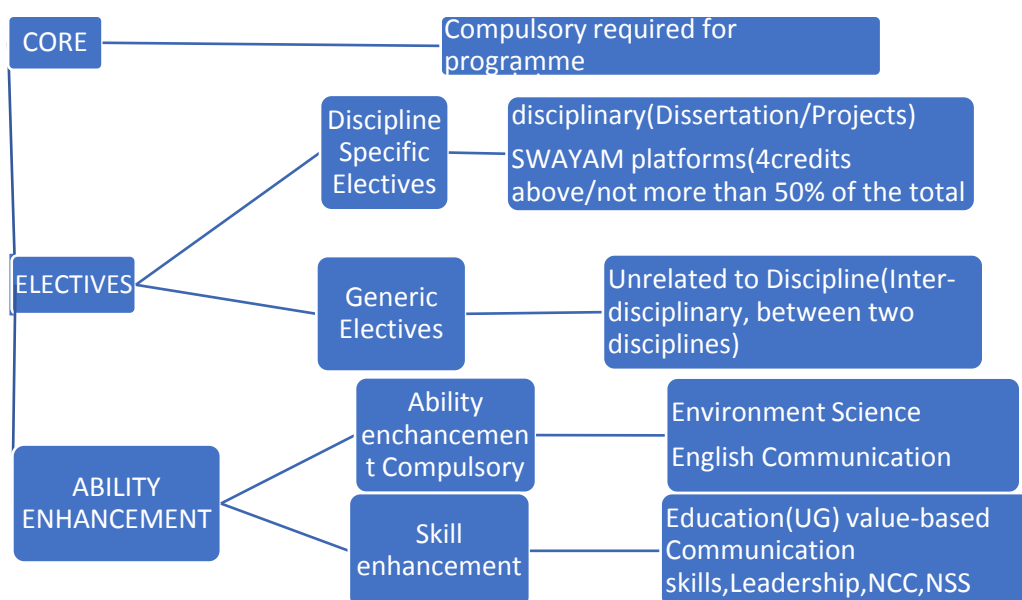 CORE
Compulsory required for
programme
Discipline
Specific
Electives
disciplinary(Dissertation/Projects)
SWAYAM platforms(4credits
above/not more than 50% of the total
ELECTIVES
Generic
Electives
Unrelated to Discipline(Inter-
disciplinary, between two
disciplines)
ABILITY
ENHANCEMENT
Ability
enchancemen
t Compulsory
Environment Science
English Communication
Skill
enhancement
Education(UG) value-based
Communication
skills,Leadership,NCC,NSS